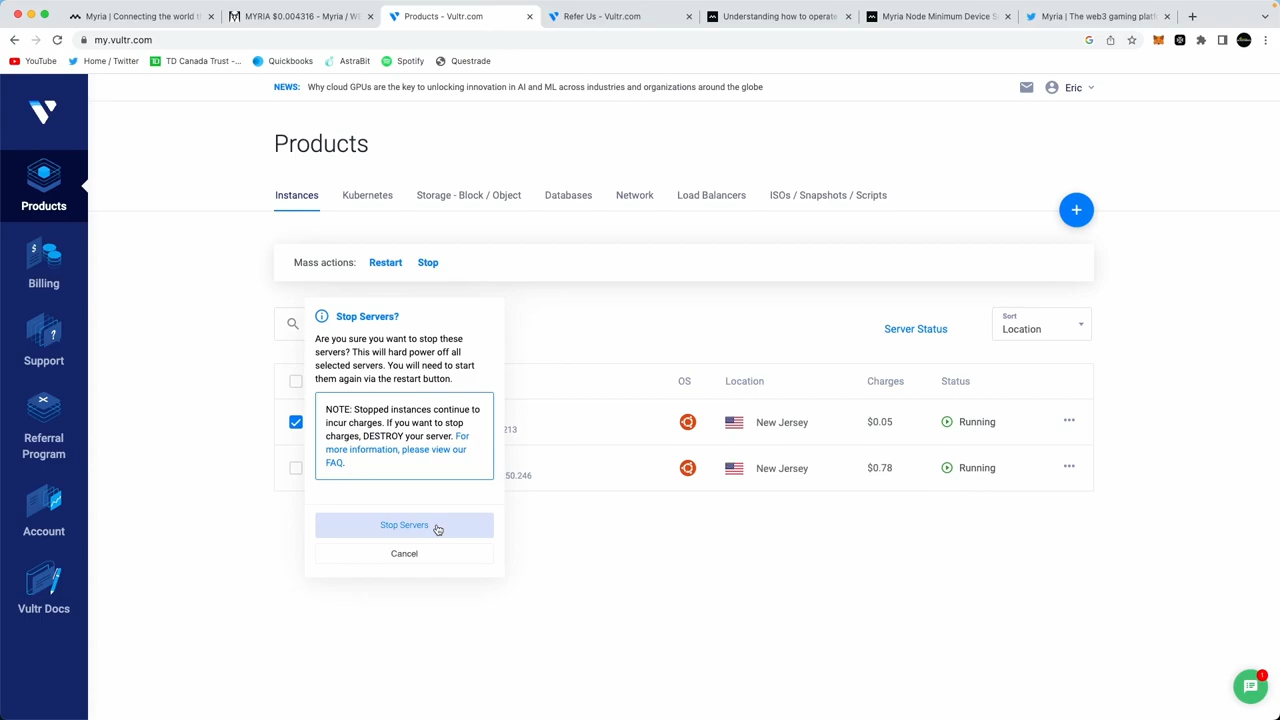 Myria | Connecting the world th
MYRIA $0.004316 - Myria / WE
Products - Vultr.com
Refer Us - Vultr.com
Understanding how to operate
Myria Node Minimum Device S
Myria | The web3 gaming platf
my.vultr.com
YouTube
Home / Twitter
TD Canada Trust -...
Quickbooks
AstraBit
Spotify
Questrade
NEWS: Why cloud GPUs are the key to unlocking innovation in AI and ML across industries and organizations around the globe
Eric
Products
Instances
Kubernetes
Storage - Block / Object
Databases
Network
Load Balancers
ISOs / Snapshots / Scripts
Products
Billing
Support
Referral
Program
Account
Vultr Docs
Mass actions: Restart Stop
Stop Servers?
Are you sure you want to stop these
servers? This will hard power off all
selected servers. You will need to start
them again via the restart button.
NOTE: Stopped instances continue to
incur charges. If you want to stop
charges, DESTROY your server. For
more information, please view our
FAQ.
Stop Servers
Cancel
Server Status
Sort
Location
OS
Location
Charges
Status
213
New Jersey
$0.05
Running
50.246
New Jersey
$0.78
Running
1